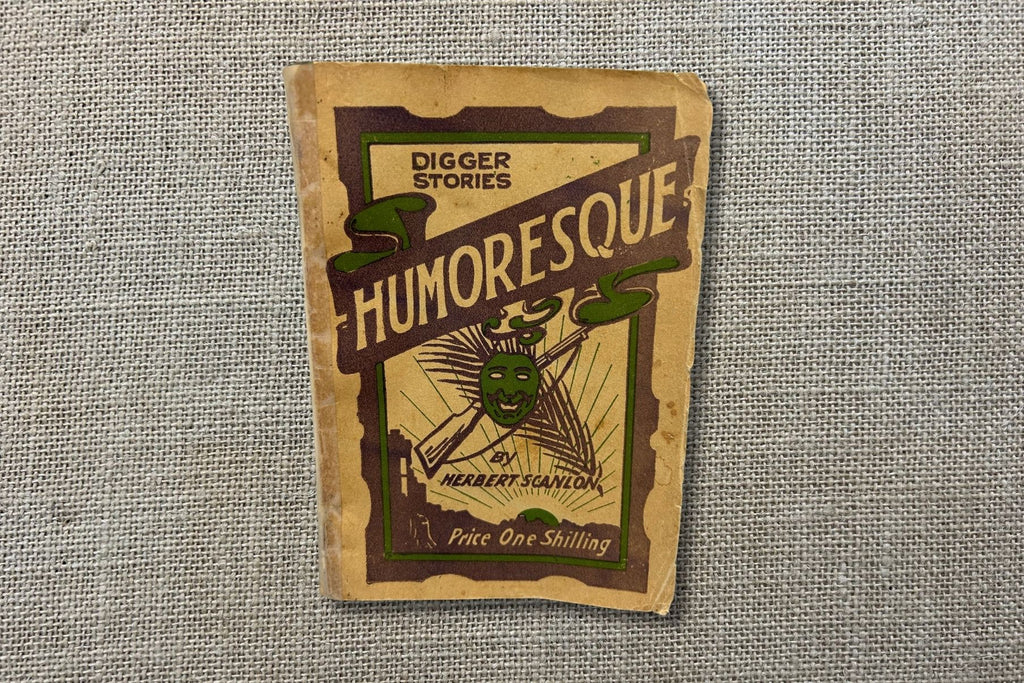 DIGGER
STORIES
HUMORESQUE
BY
HERBERT SCANLON,
Price One Shilling